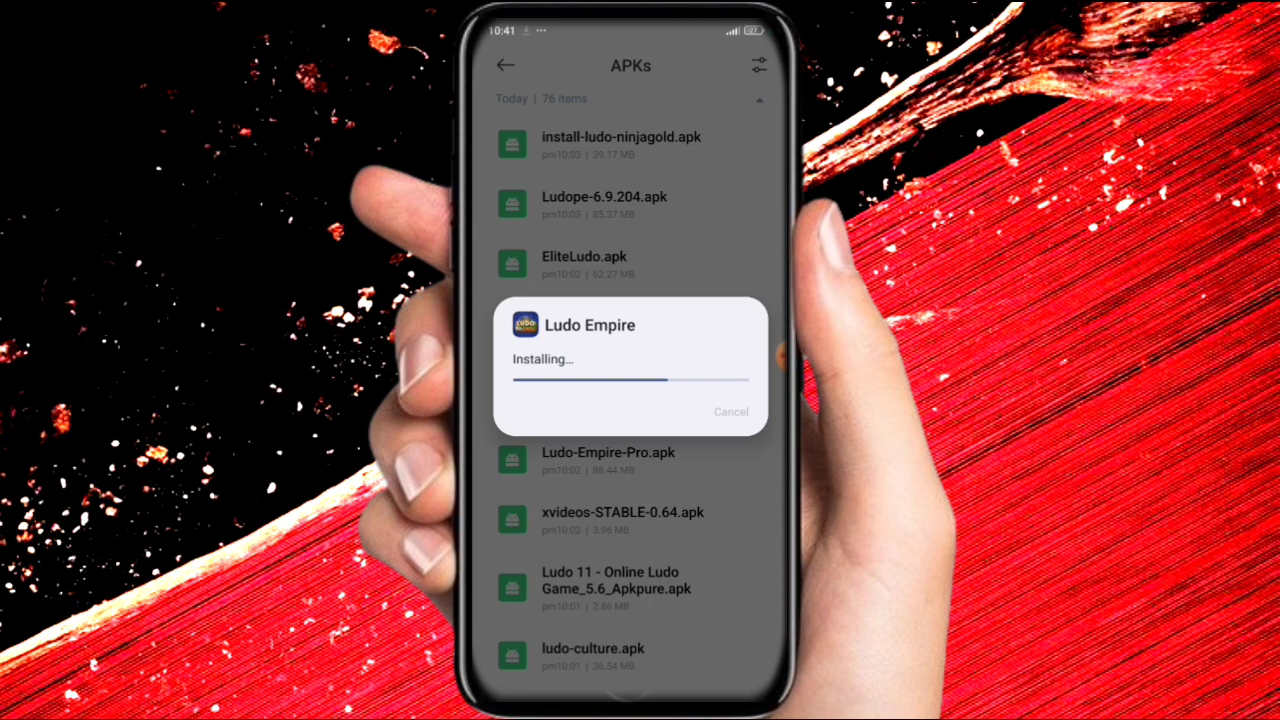 10:41 27
APKs
Today | 76 items
install-ludo-ninjagold.apk
pm10:03 | 39.17 MB
Ludope-6.9.204.apk
pm10:03 | 85.37 MB
EliteLudo.apk
pm10:02 | 62.27 MB
Ludo Empire
Installing...
Cancel
Ludo-Empire-Pro.apk
pm10:02 | 88.44 MB
xvideos-STABLE-0.64.apk
pm10:02 | 3.96 MB
Ludo 11 - Online Ludo
Game_5.6_Apkpure.apk
pm10:01 | 2.86 MB
ludo-culture.apk
pm10:01 | 36.54 MB